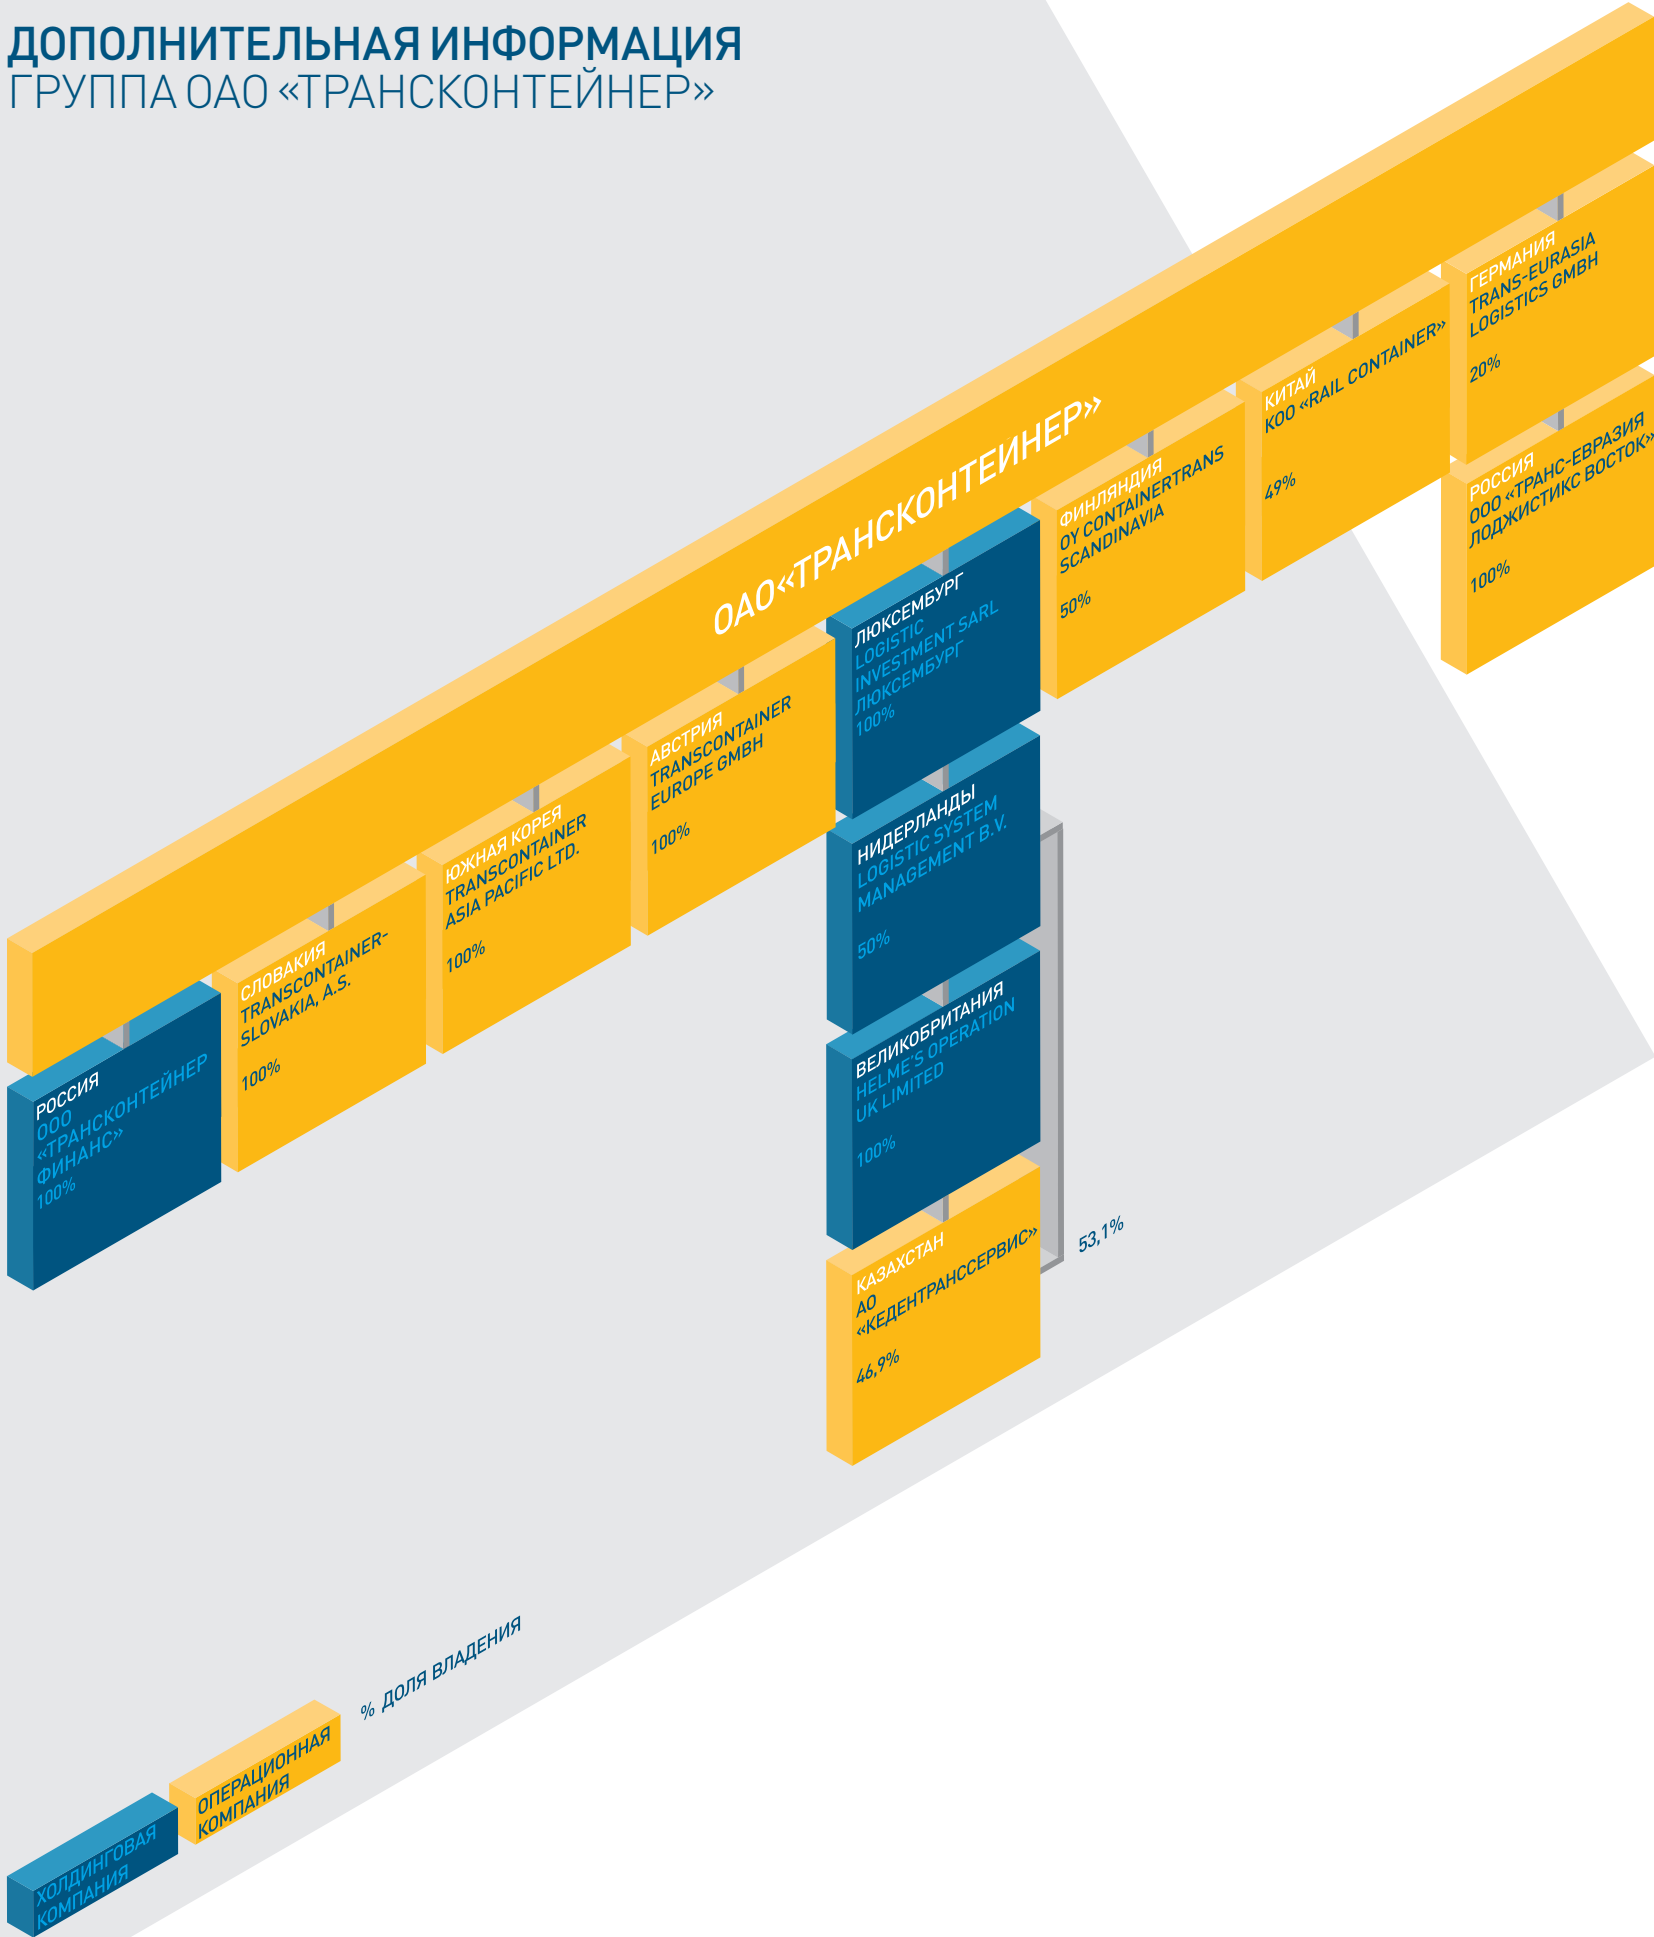 ДОПОЛНИТЕЛЬНАЯ ИНФОРМАЦИЯ
ГРУППА ОАО «ТРАНСКОНТЕЙНЕР»
ОАО«ТРАНСКОНТЕЙНЕР»
РОССИЯ
ООО
«ТРАНСКОНТЕЙНЕР
ФИНАНС»
100%
СЛОВАКИЯ
TRANSCONTAINER-
SLOVAKIA, A.S.
100%
ЮЖНАЯ КОРЕЯ
TRANSCONTAINER
ASIA PACIFIC LTD.
100%
АВСТРИЯ
TRANSCONTAINER
EUROPE GMBH
100%
ЛЮКСЕМБУРГ
LOGISTIC
INVESTMENT SARL
ЛЮКСЕМБУРГ
100%
НИДЕРЛАНДЫ
LOGISTIC SYSTEM
MANAGEMENT B.V.
50%
ВЕЛИКОБРИТАНИЯ
HELME'S OPERATION
UK LIMITED
100%
КАЗАХСТАН
АО
«КЕДЕНТРАНССЕРВИС»
46,9%
53,1%
ФИНЛЯНДИЯ
OY CONTAINERTRANS
SCANDINAVIA
50%
КИТАЙ
КОО «RAIL CONTAINER»
49%
ГЕРМАНИЯ
TRANS-EURASIA
LOGISTICS GMBH
20%
РОССИЯ
ООО «ТРАНС-ЕВРАЗИЯ
ЛОДЖИСТИКС ВОСТОК»
100%
% ДОЛЯ ВЛАДЕНИЯ
ОПЕРАЦИОННАЯ
КОМПАНИЯ
ХОЛДИНГОВАЯ
КОМПАНИЯ